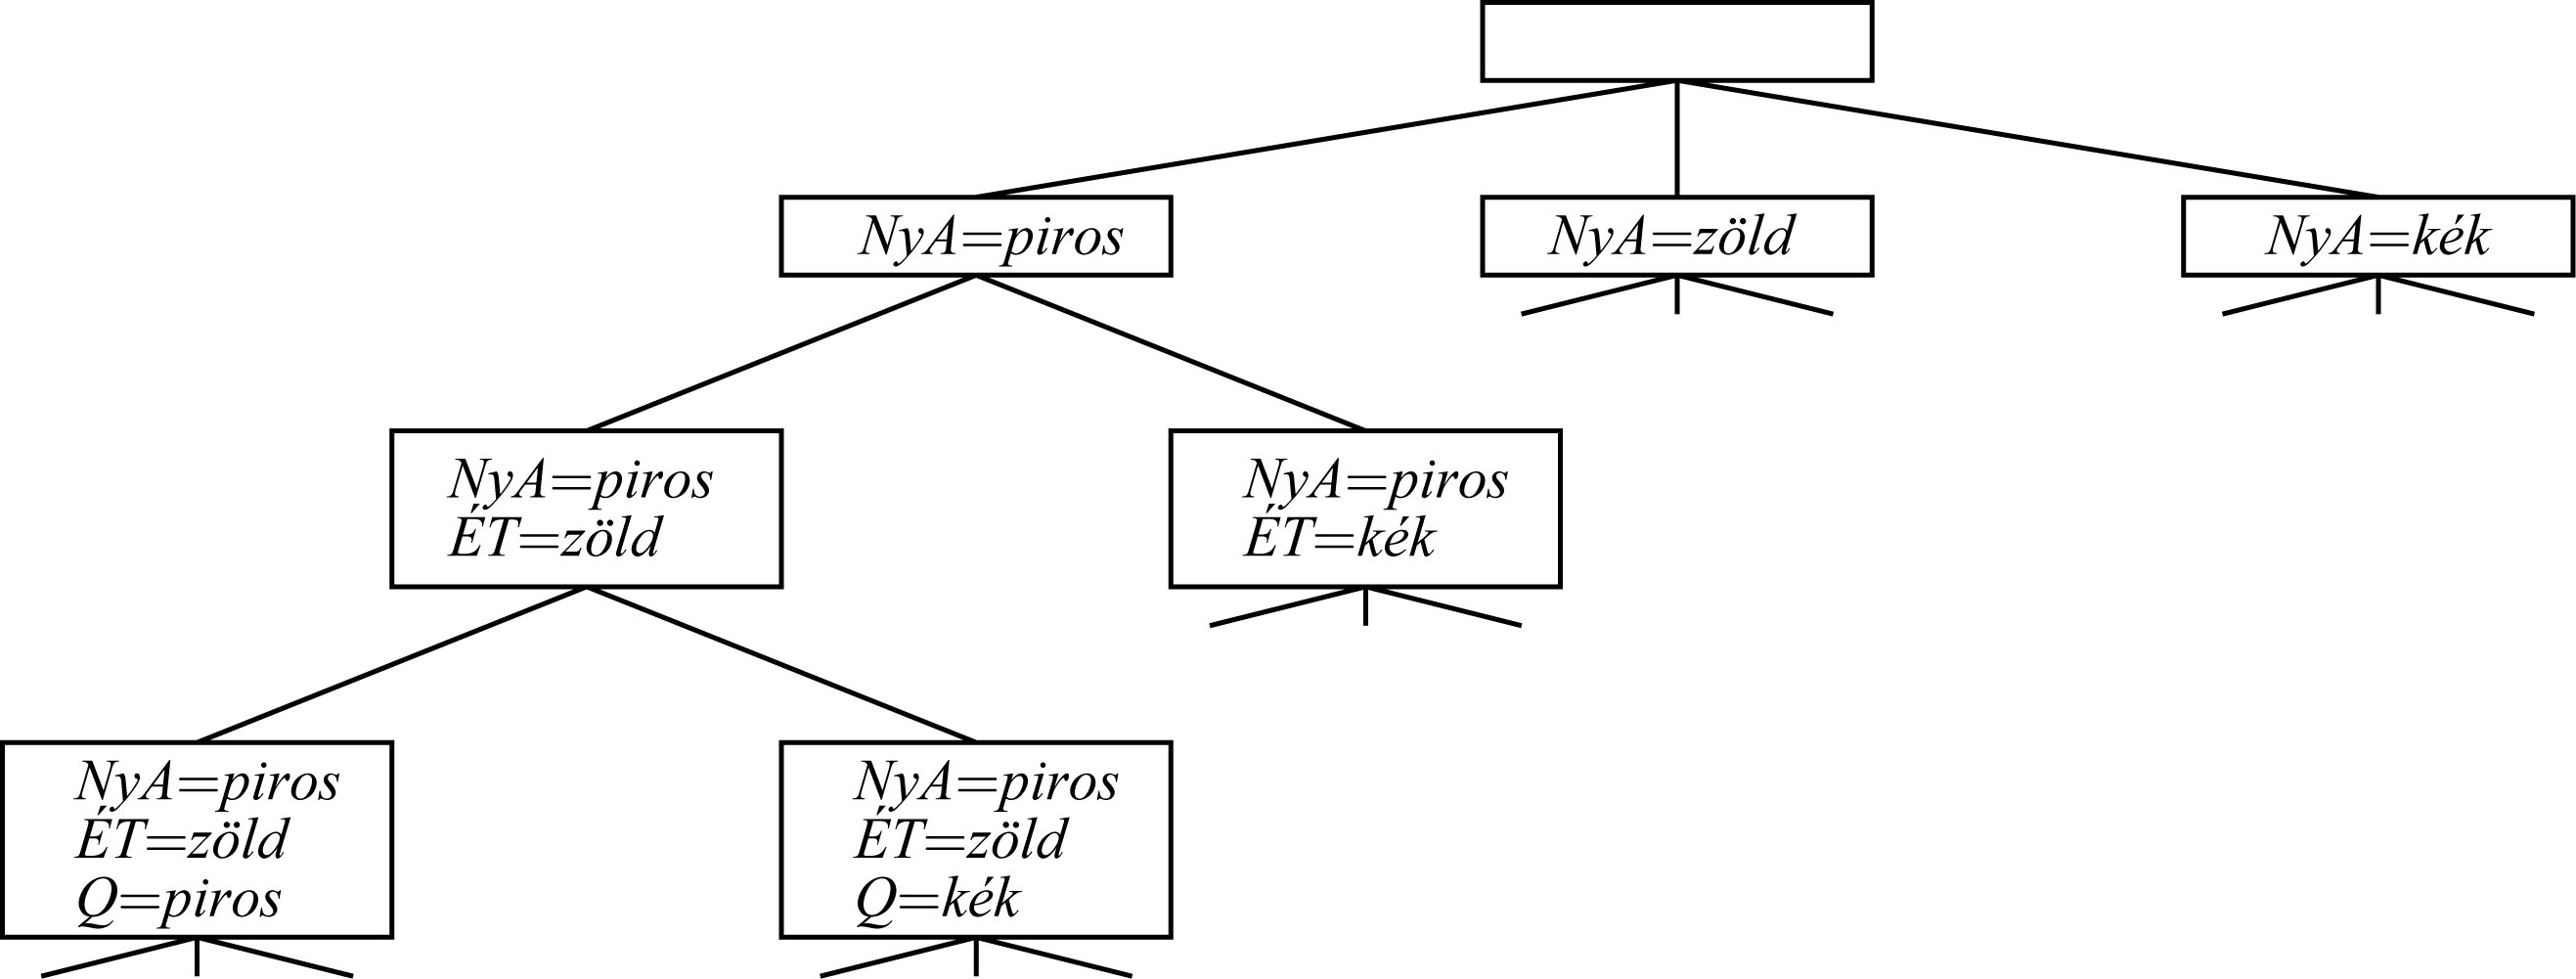 NyA=piros
NyA=zöld
NyA=kék
NyA=piros
ÉT=zöld
NyA=piros
ÉT=kék
NyA=piros
ÉT=zöld
Q=piros
NyA=piros
ÉT=zöld
Q=kék